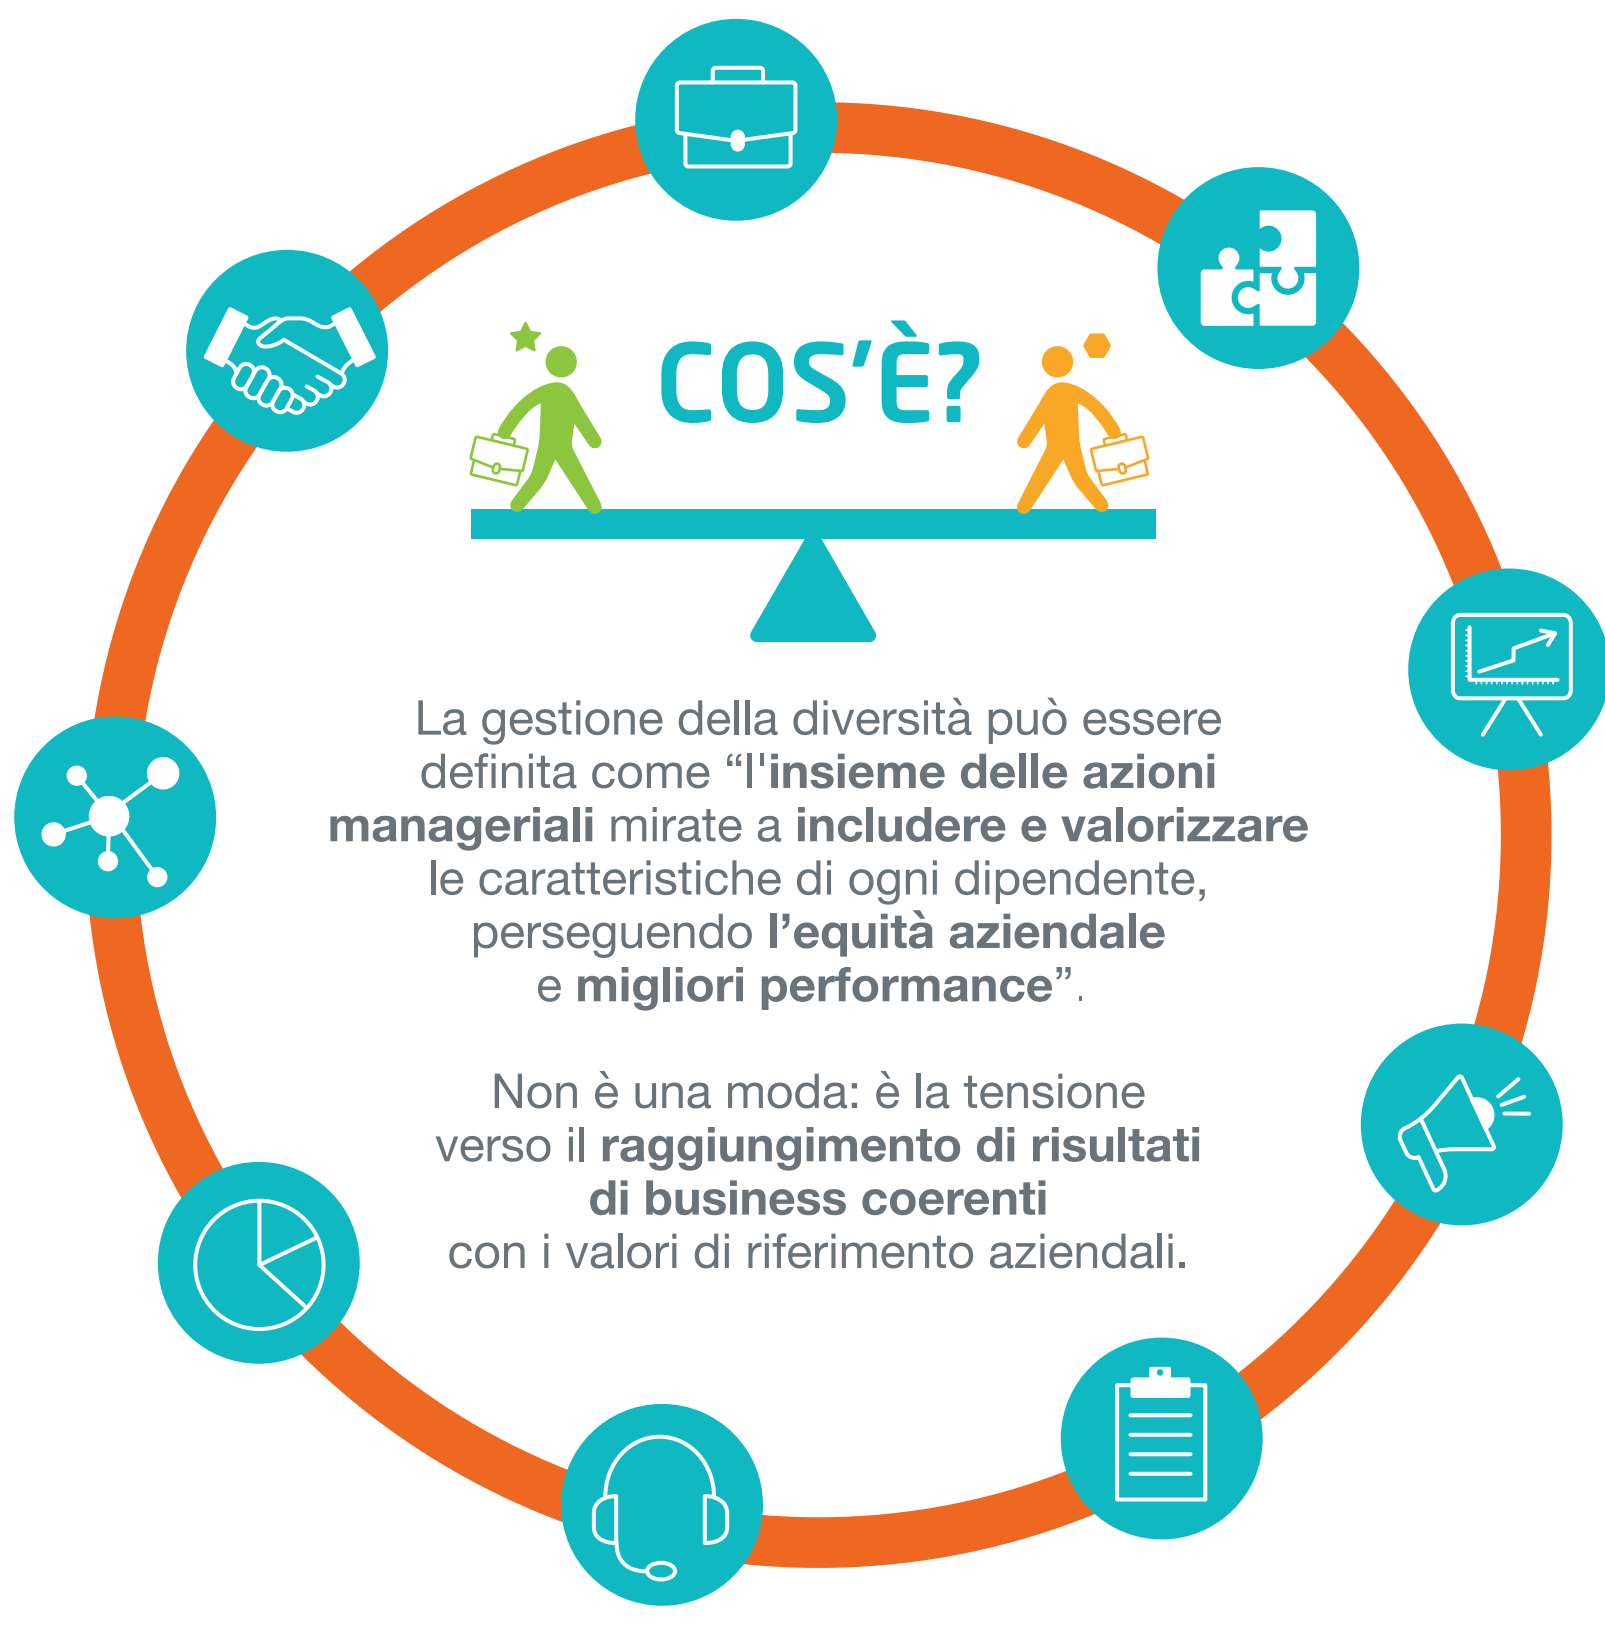 COS'È?
La gestione della diversità può essere
definita come “l'insieme delle azioni
manageriali mirate a includere e valorizzare
le caratteristiche di ogni dipendente,
perseguendo l’equità aziendale
e migliori performance”.
Non è una moda: è la tensione
verso il raggiungimento di risultati
di business coerenti
con i valori di riferimento aziendali.